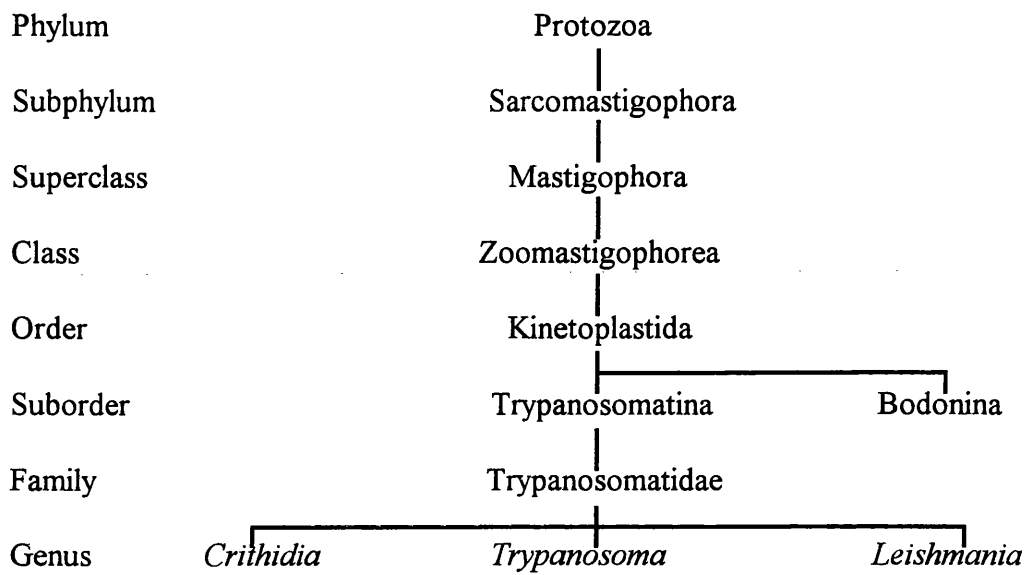 Phylum Protozoa
Subphylum Sarcomastigophora
Superclass Mastigophora
Class Zoomastigophorea
Order Kinetoplastida
Suborder Trypanosomatina Bodonina
Family Trypanosomatidae
Genus Crithidia Trypanosoma Leishmania